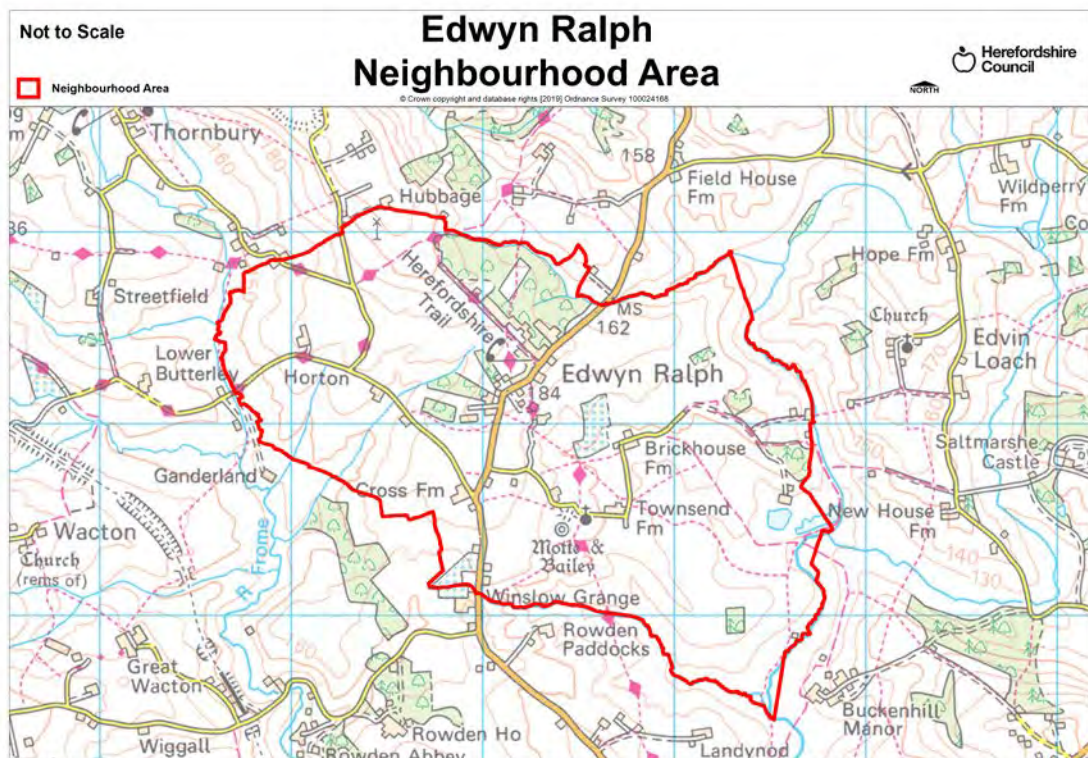 Not to Scale
Edwyn Ralph
Neighbourhood Area
Neighbourhood Area
© Crown copyright and database rights [2019] Ordnance Survey 100024168
NORTH
Herefordshire
Council
Thornbury
160
Hubbage
158
Field House
Fm
Wildperry
Fm
Hope Fm
Streetfield
Herefordshire
Trail
MS
162
Church
Edvin
Loach
170
Lower
Butterley
Horton
Edwyn Ralph
184
Brickhouse
Fm
Saltmarshe
Castle
Ganderland
Cross Fm
Townsend
Fm
New House
Fm
Wacton
Church
(rems of)
R Frome
Motte &
Bailey
140
130
Winslow Grange
Rowden
Paddocks
Great
Wacton
Buckenhill
Manor
Wiggall
Rowden Ho
Rowden Abbey
Landynod